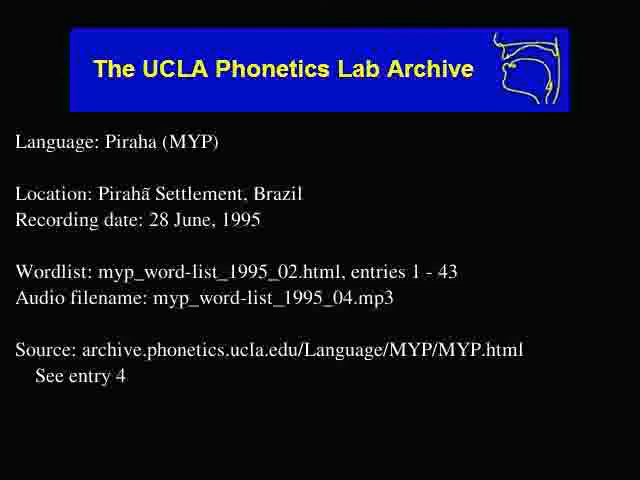 The UCLA Phonetics Lab Archive
Language: Piraha (MYP)
Location: Pirahã Settlement, Brazil
Recording date: 28 June, 1995
Wordlist: myp_word-list_1995_02.html, entries 1 - 43
Audio filename: myp_word-list_1995_04.mp3
Source: archive.phonetics.ucla.edu/Language/MYP/MYP.html
See entry 4